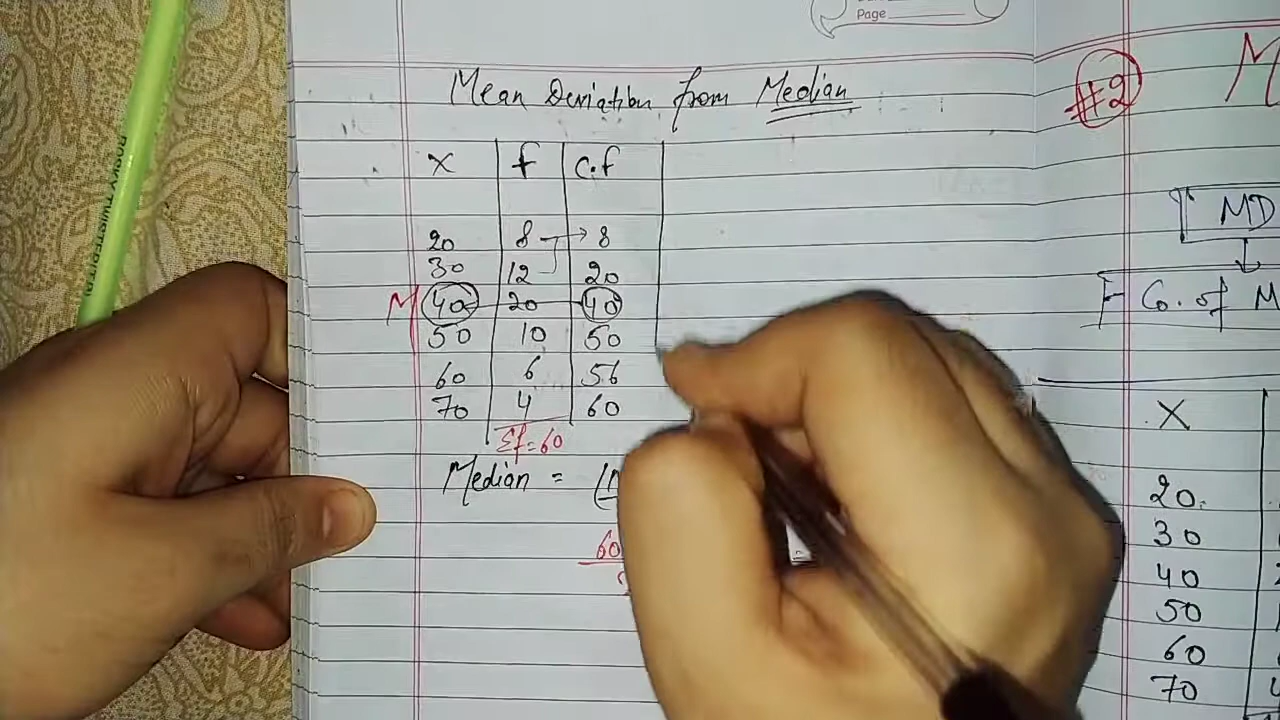 Page
Mean Deviation from Median
#2
M
x f c.f
20 8 → 8
30 12 20
M 40 20 40
50 10 50
60 6 56
70 4 60
Σf = 60
Median =
60
MD
Co. of M
X
20
30
40
50
60
70